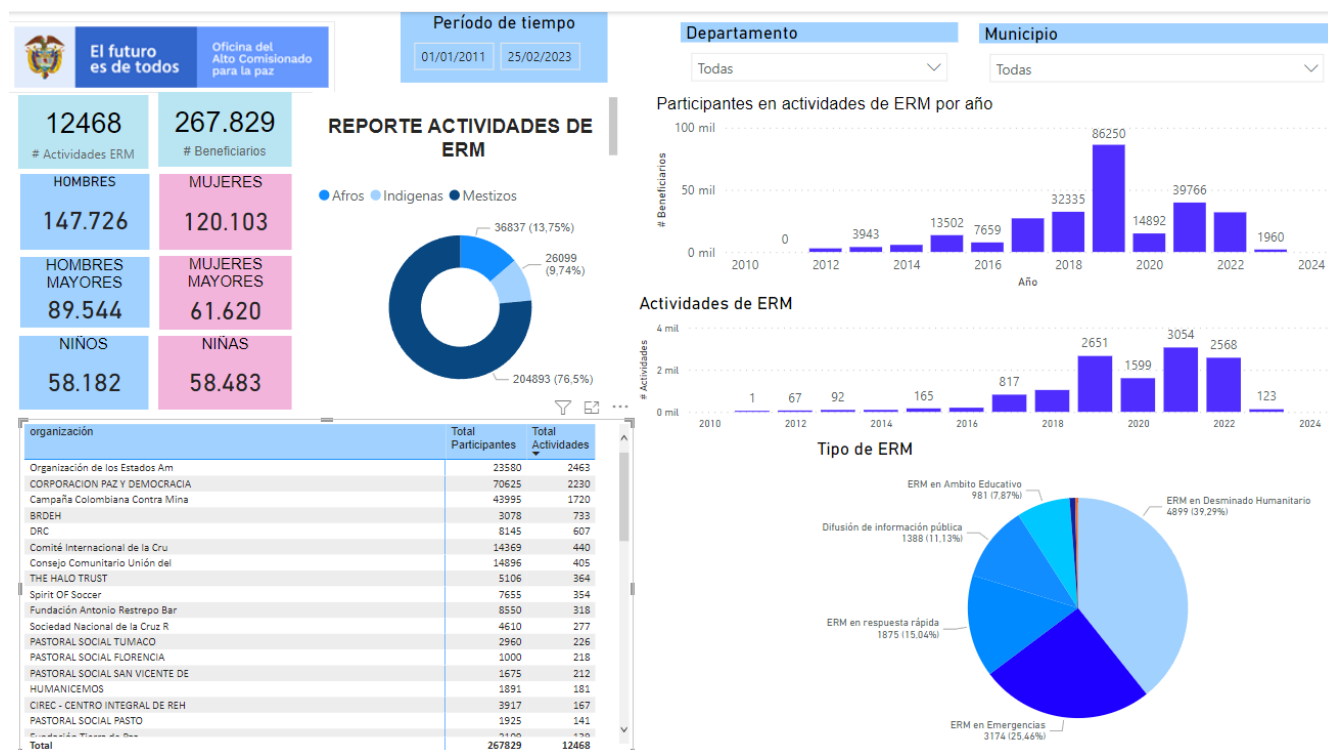 El futuro
es de todos
Oficina del
Alto Comisionado
para la paz
Período de tiempo
01/01/2011
25/02/2023
Departamento
Todas
Municipio
Todas
12468
# Actividades ERM
267.829
# Beneficiarios
HOMBRES
147.726
MUJERES
120.103
HOMBRES
MAYORES
89.544
MUJERES
MAYORES
61.620
NIÑOS
58.182
NIÑAS
58.483
REPORTE ACTIVIDADES DE
ERM
Afros Indigenas Mestizos
36837 (13,75%)
26099
(9,74%)
204893 (76,5%)
Participantes en actividades de ERM por año
# Beneficiarios
100 mil
50 mil
0 mil
0
3943
13502
7659
32335
86250
14892
39766
1960
2010 2012 2014 2016 2018 2020 2022 2024
Año
Actividades de ERM
# Actividades
4 mil
2 mil
0 mil
1
67
92
165
817
2651
1599
3054
2568
123
2010 2012 2014 2016 2018 2020 2022 2024
organización Total Participantes Total Actividades
Organización de los Estados Am 23580 2463
CORPORACION PAZ Y DEMOCRACIA 70625 2230
Campaña Colombiana Contra Mina 43995 1720
BRDEH 3078 733
DRC 8145 607
Comité Internacional de la Cru 14369 440
Consejo Comunitario Unión del 14896 405
THE HALO TRUST 5106 364
Spirit OF Soccer 7655 354
Fundación Antonio Restrepo Bar 8550 318
Sociedad Nacional de la Cruz R 4610 277
PASTORAL SOCIAL TUMACO 2960 226
PASTORAL SOCIAL FLORENCIA 1000 218
PASTORAL SOCIAL SAN VICENTE DE 1675 212
HUMANICEMOS 1891 181
CIREC - CENTRO INTEGRAL DE REH 3917 167
PASTORAL SOCIAL PASTO 1925 141
Total 267829 12468
Tipo de ERM
ERM en Ambito Educativo
981 (7,87%)
ERM en Desminado Humanitario
4899 (39,29%)
Difusión de información pública
1388 (11,13%)
ERM en respuesta rápida
1875 (15,04%)
ERM en Emergencias
3174 (25,46%)